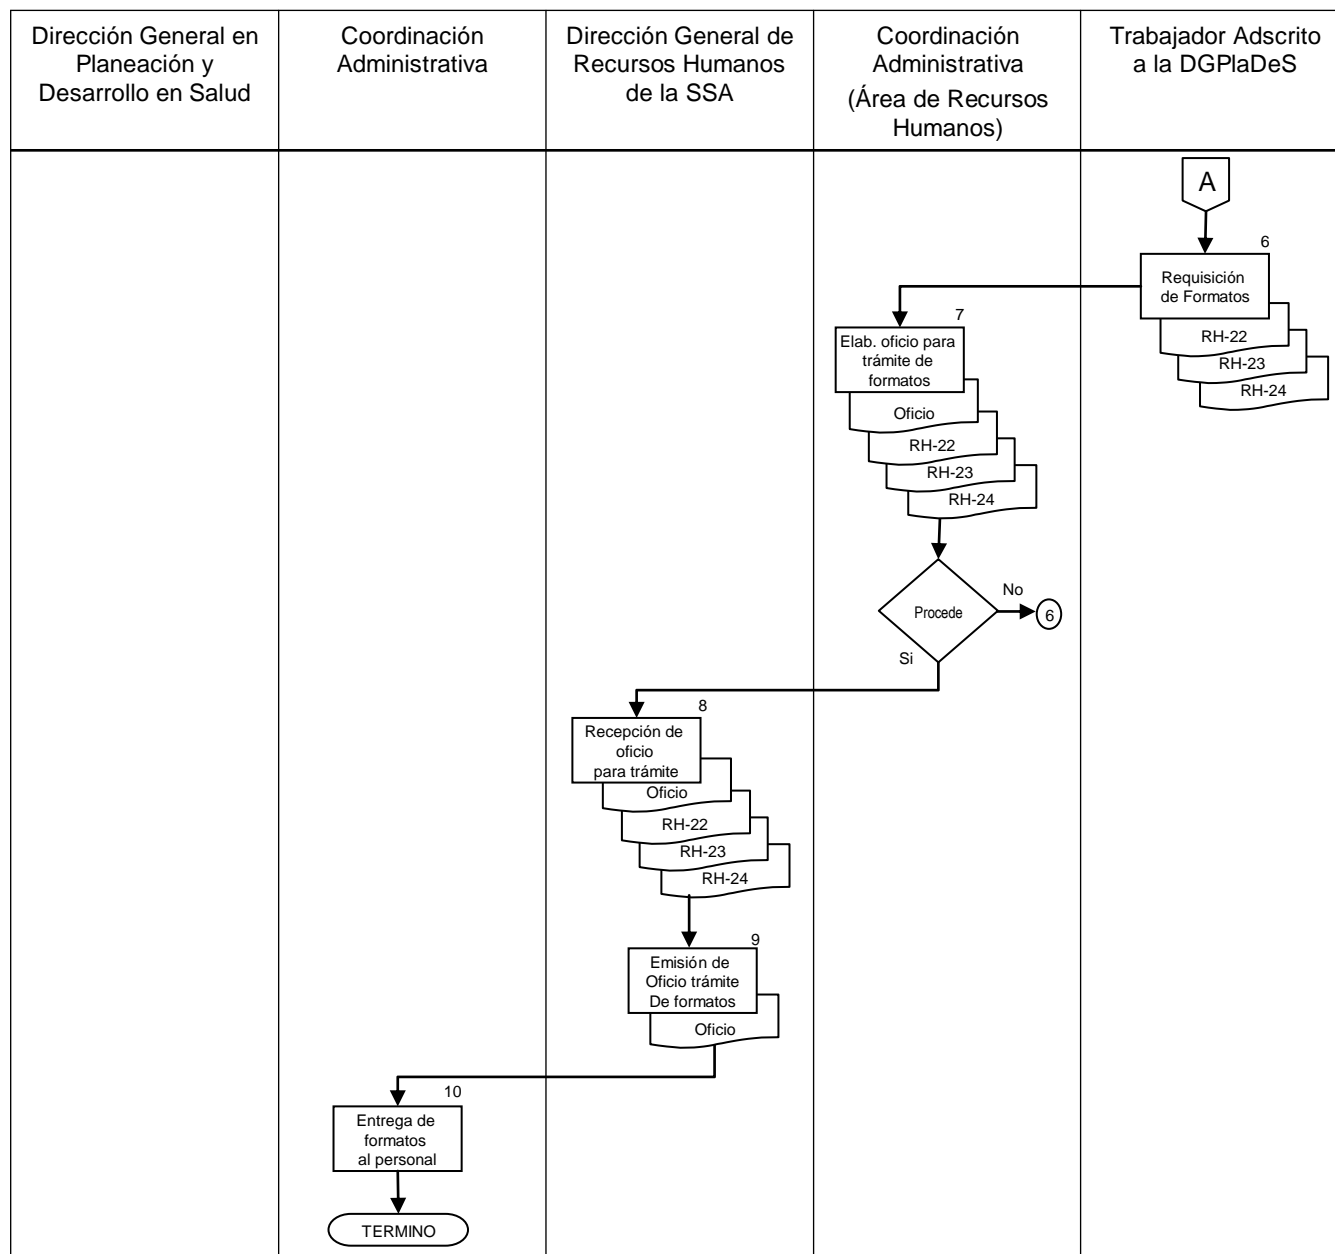 Dirección General en
Planeación y
Desarrollo en Salud
Coordinación
Administrativa
Dirección General de
Recursos Humanos
de la SSA
Coordinación
Administrativa
(Área de Recursos
Humanos)
Trabajador Adscrito
a la DGPlaDeS
A
6
Requisición
de Formatos
RH-22
RH-23
RH-24
7
Elab. oficio para
trámite de
formatos
Oficio
RH-22
RH-23
RH-24
Procede
No
6
Si
8
Recepción de
oficio
para trámite
Oficio
RH-22
RH-23
RH-24
9
Emisión de
Oficio trámite
De formatos
Oficio
10
Entrega de
formatos
al personal
TERMINO